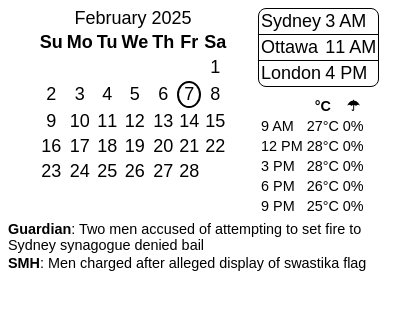 February 2025
Su Mo Tu We Th Fr Sa
1
2 3 4 5 6 7 8
9 10 11 12 13 14 15
16 17 18 19 20 21 22
23 24 25 26 27 28
Sydney 3 AM
Ottawa 11 AM
London 4 PM
°C ☂
9 AM 27°C 0%
12 PM 28°C 0%
3 PM 28°C 0%
6 PM 26°C 0%
9 PM 25°C 0%
Guardian: Two men accused of attempting to set fire to
Sydney synagogue denied bail
SMH: Men charged after alleged display of swastika flag